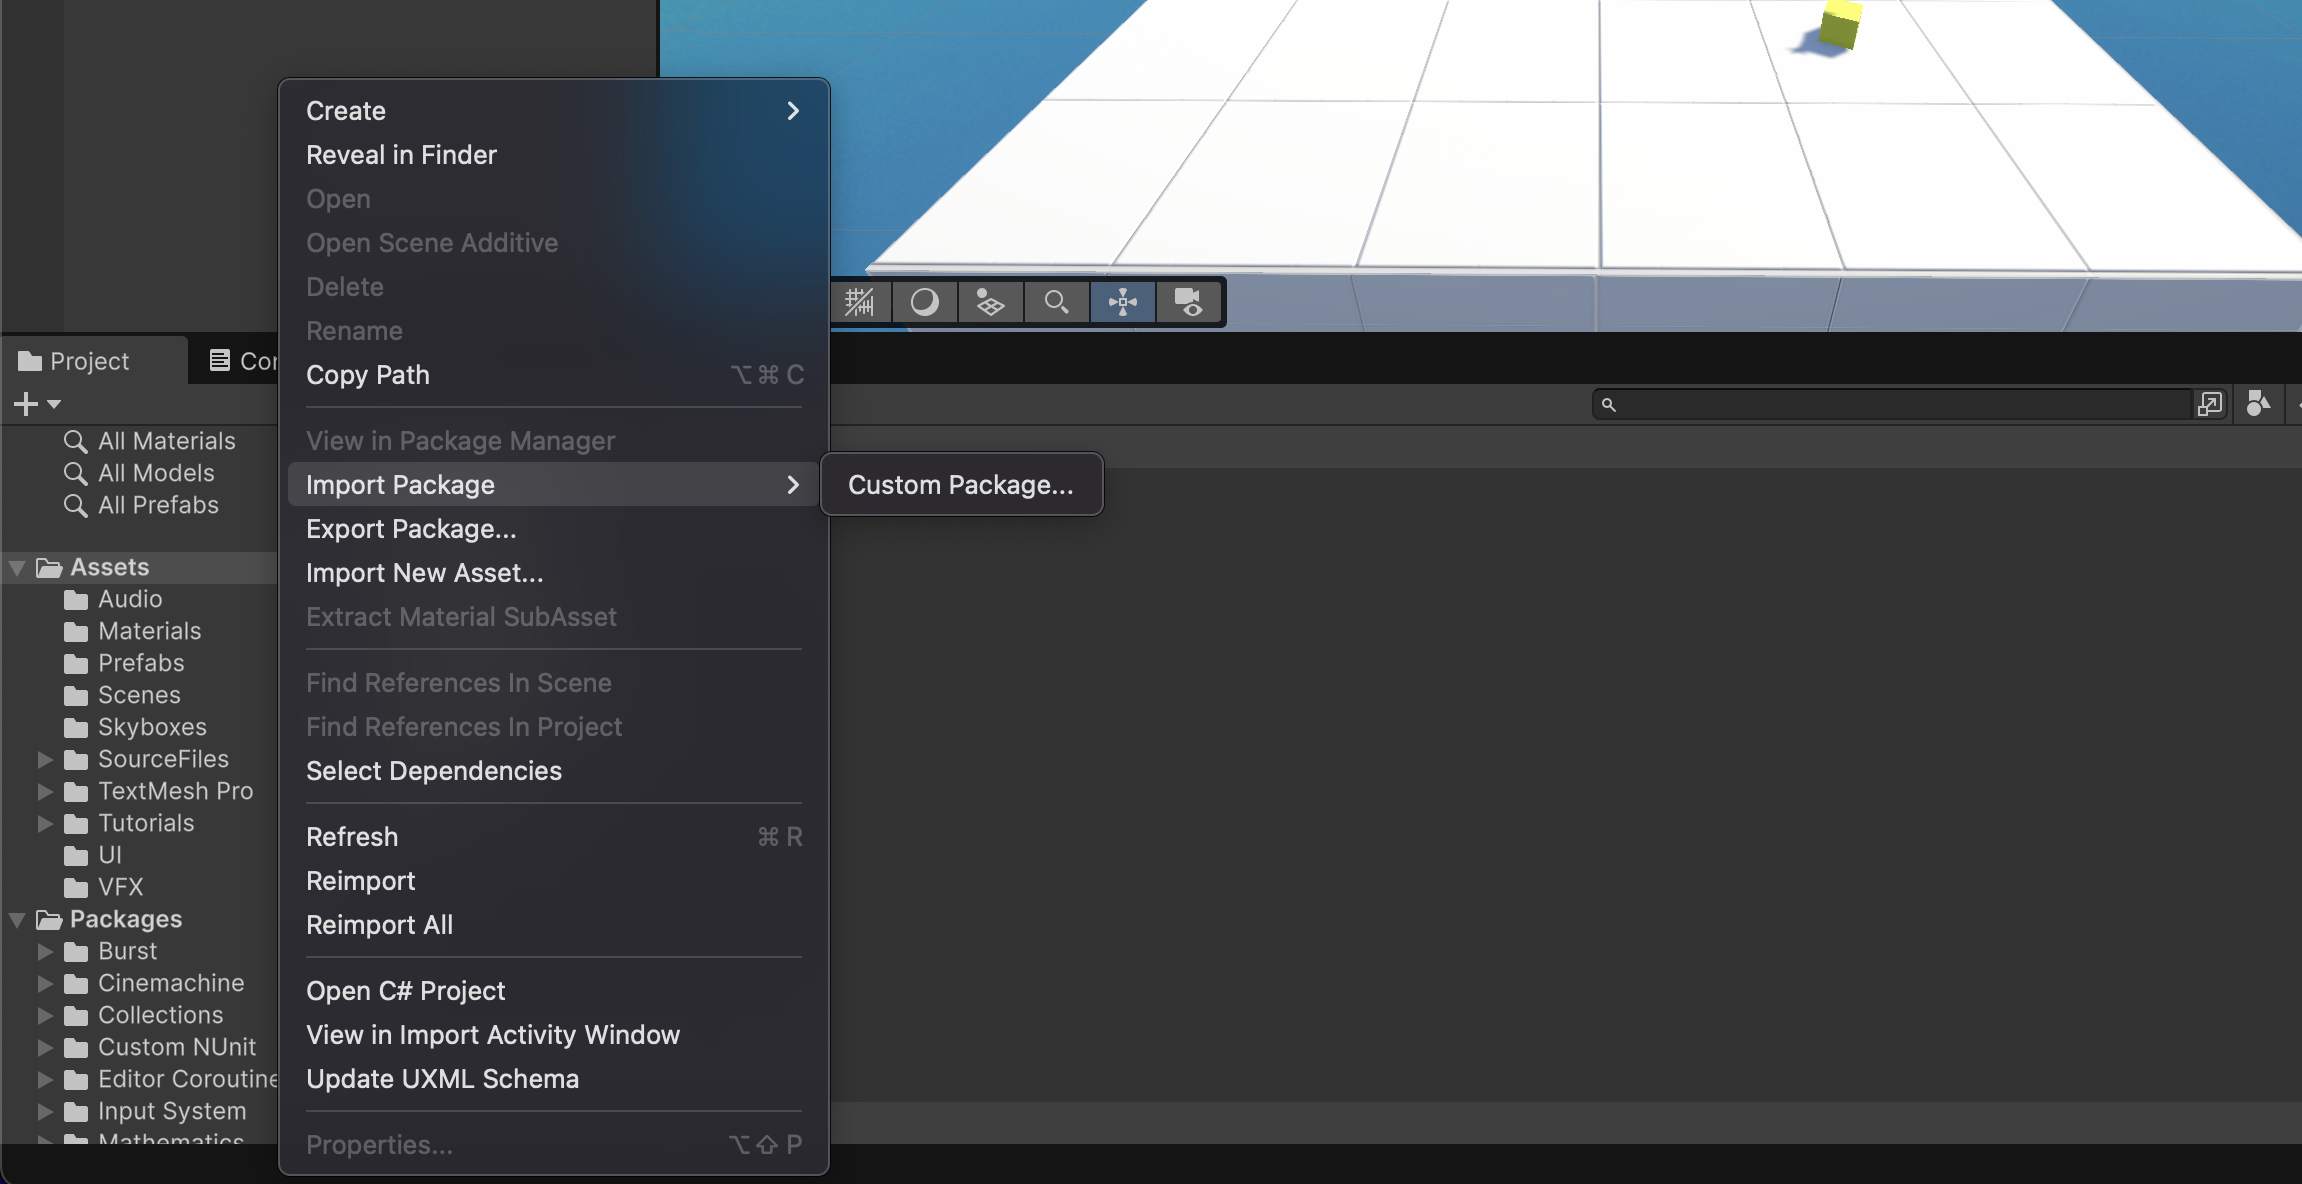 Create
Reveal in Finder
Open
Open Scene Additive
Delete
Rename
Copy Path ⌥⌘ C
View in Package Manager
Import Package
Custom Package...
Export Package...
Import New Asset...
Extract Material SubAsset
Find References In Scene
Find References In Project
Select Dependencies
Refresh ⌘ R
Reimport
Reimport All
Open C# Project
View in Import Activity Window
Update UXML Schema
Properties... ⌥⇧ P
Project
All Materials
All Models
All Prefabs
Assets
Audio
Materials
Prefabs
Scenes
Skyboxes
SourceFiles
TextMesh Pro
Tutorials
UI
VFX
Packages
Burst
Cinemachine
Collections
Custom NUnit
Editor Coroutine
Input System
Mathematics